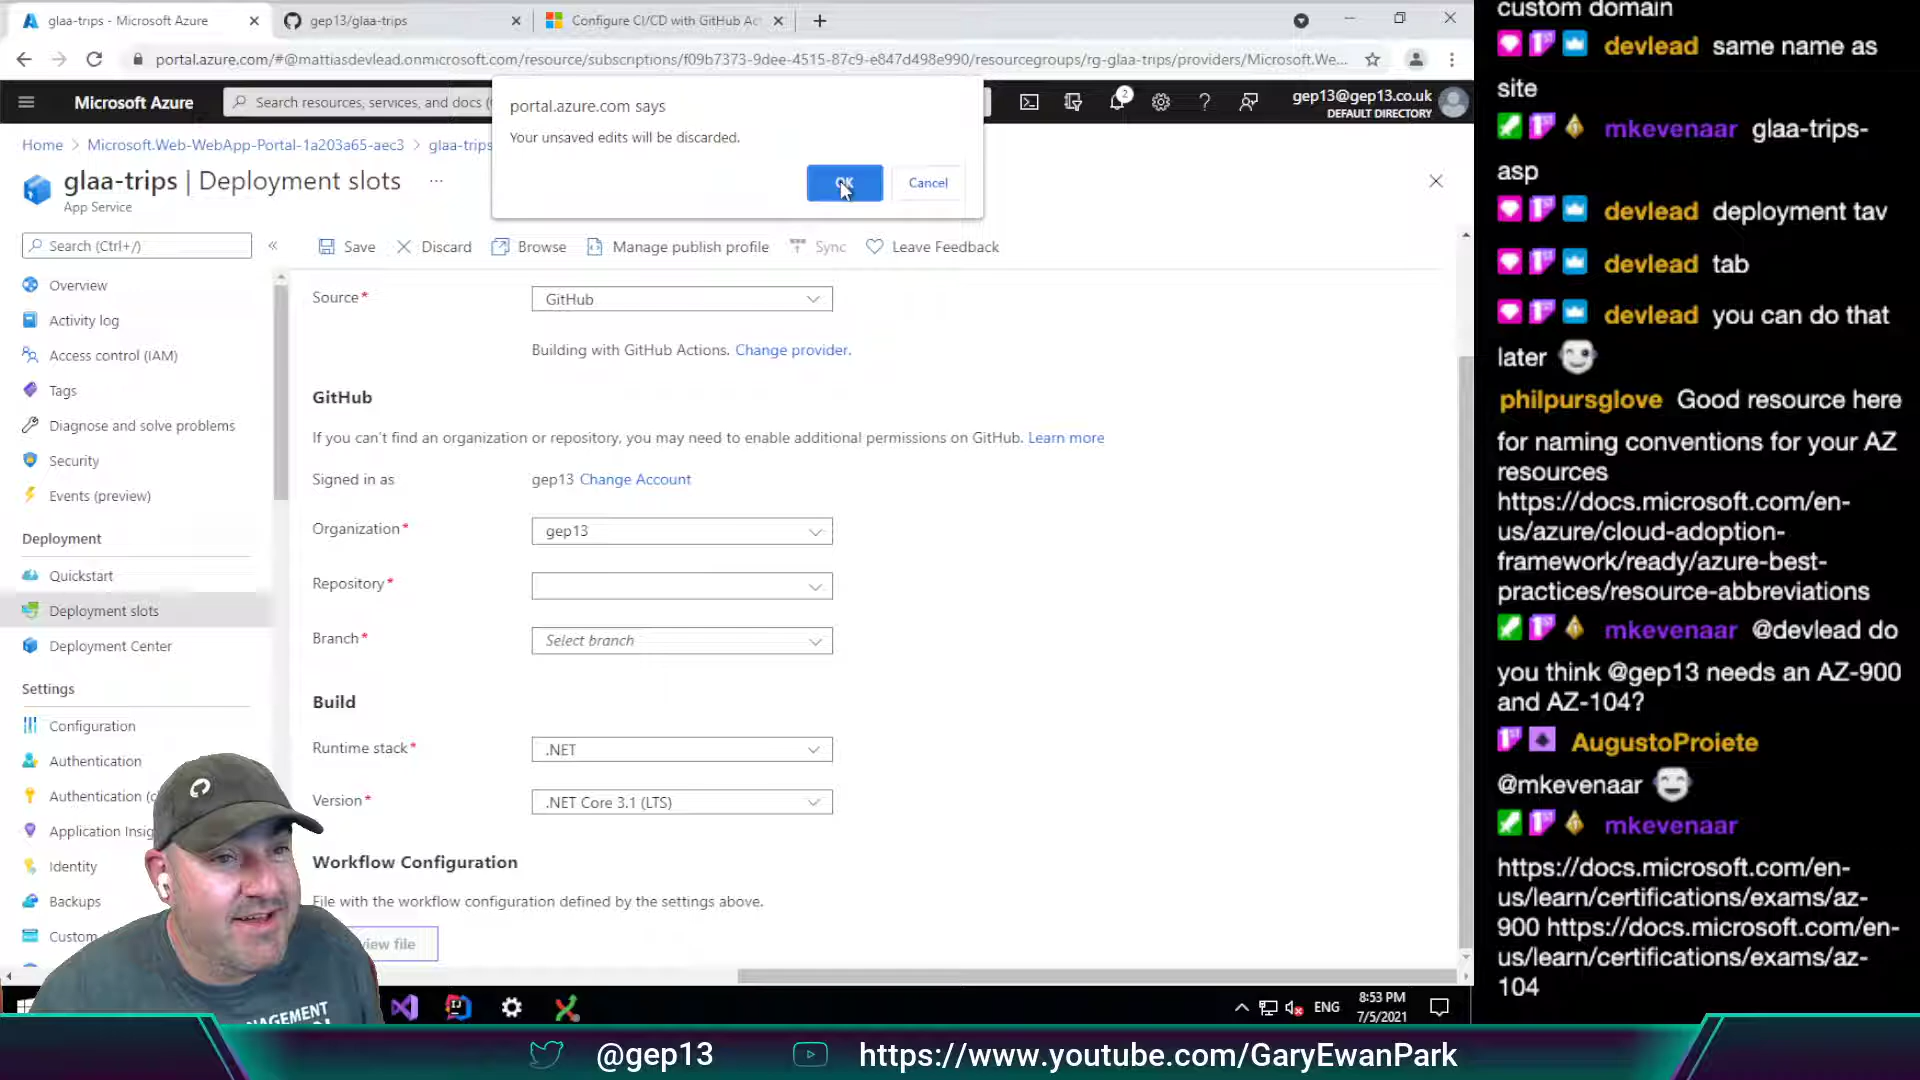 glaa-trips - Microsoft Azure
gep13/glaa-trips
Configure CI/CD with GitHub Ac
portal.azure.com/#@mattiasdevlead.onmicrosoft.com/resource/subscriptions/f09b7373-9dee-4515-87c9-e847d498e990/resourcegroups/rg-glaa-trips/providers/Microsoft.We...
Microsoft Azure
Search resources, services, and docs (
2
gep13@gep13.co.uk
DEFAULT DIRECTORY
portal.azure.com says
Your unsaved edits will be discarded.
OK
Cancel
Home > Microsoft.Web-WebApp-Portal-1a203a65-aec3 > glaa-trips
glaa-trips | Deployment slots
...
App Service
Search (Ctrl+/)
«
Save
Discard
Browse
Manage publish profile
Sync
Leave Feedback
Overview
Activity log
Access control (IAM)
Tags
Diagnose and solve problems
Security
Events (preview)
Deployment
Quickstart
Deployment slots
Deployment Center
Settings
Configuration
Authentication
Authentication (c
Application Insig
Identity
Backups
Custom
Source*
GitHub
Building with GitHub Actions. Change provider.
GitHub
If you can't find an organization or repository, you may need to enable additional permissions on GitHub. Learn more
Signed in as
gep13 Change Account
Organization*
gep13
Repository*
Branch*
Select branch
Build
Runtime stack*
.NET
Version*
.NET Core 3.1 (LTS)
Workflow Configuration
File with the workflow configuration defined by the settings above.
view file
ENG
8:53 PM
7/5/2021
@gep13
https://www.youtube.com/GaryEwanPark
custom domain
devlead same name as
site
mkevenaar glaa-trips-
asp
devlead deployment tav
devlead tab
devlead you can do that
later
philpursglove Good resource here
for naming conventions for your AZ
resources
https://docs.microsoft.com/en-
us/azure/cloud-adoption-
framework/ready/azure-best-
practices/resource-abbreviations
mkevenaar @devlead do
you think @gep13 needs an AZ-900
and AZ-104?
AugustoProiete
@mkevenaar
mkevenaar
https://docs.microsoft.com/en-
us/learn/certifications/exams/az-
900 https://docs.microsoft.com/en-
us/learn/certifications/exams/az-
104